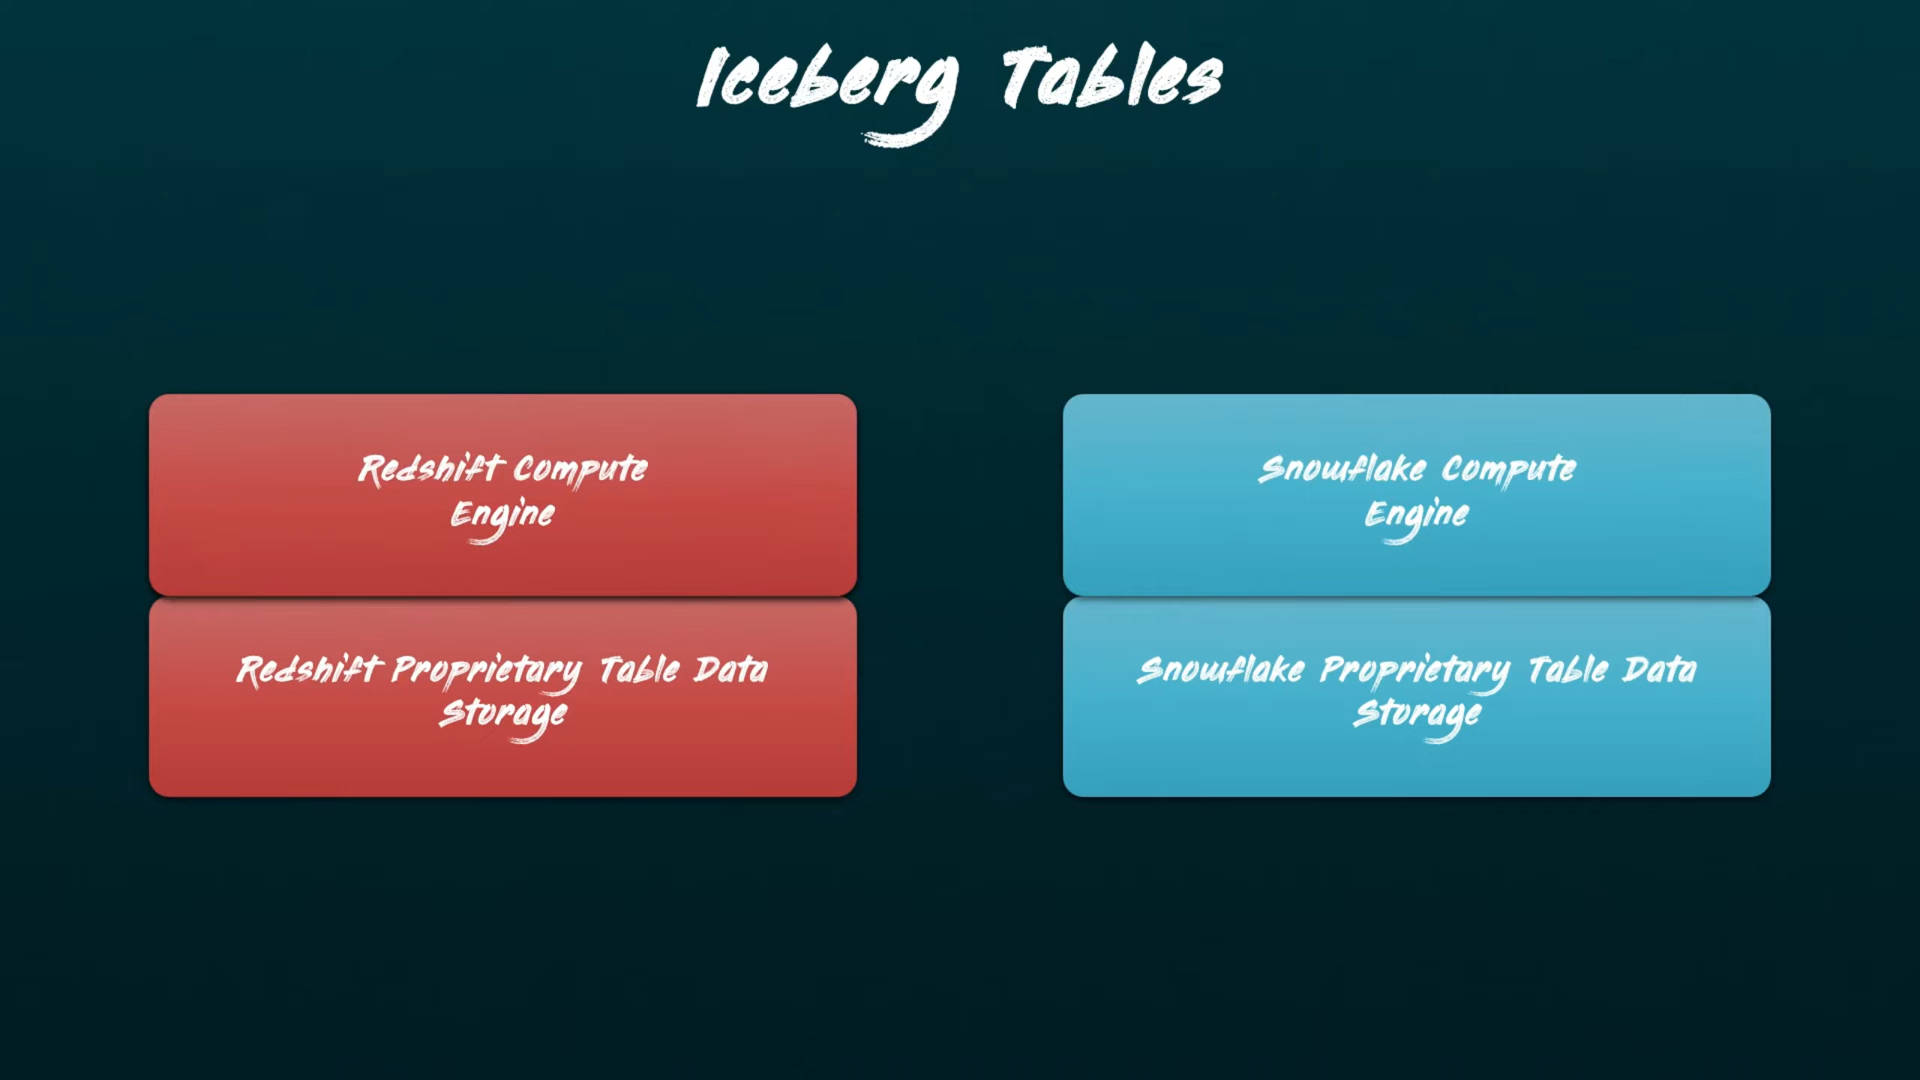 Iceberg Tables
Redshift Compute
Engine
Redshift Proprietary Table Data
Storage
Snowflake Compute
Engine
Snowflake Proprietary Table Data
Storage